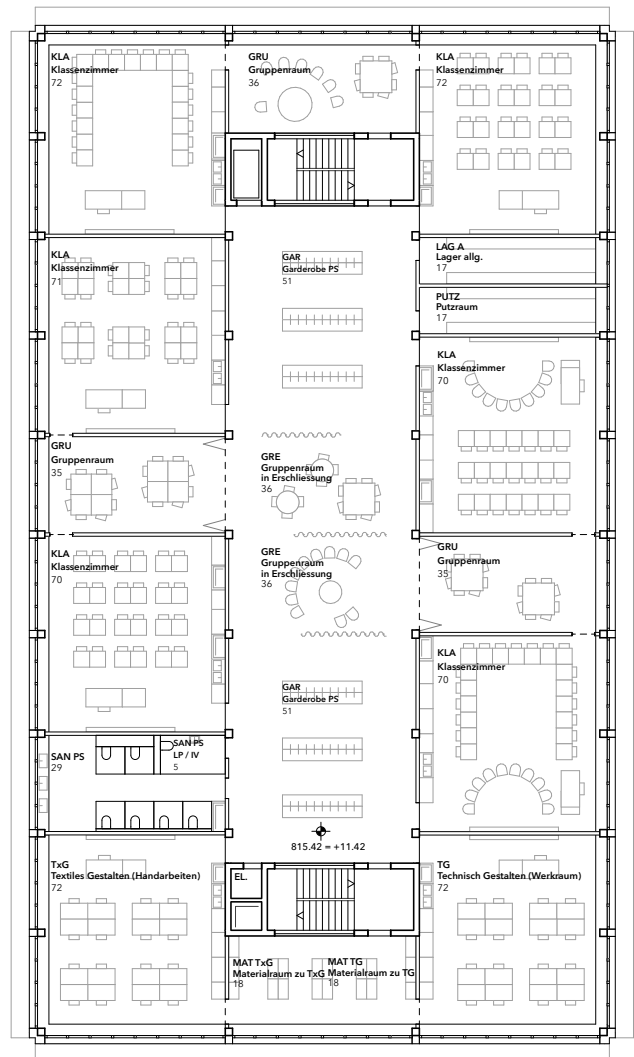 KLA
Klassenzimmer
72
GRU
Gruppenraum
36
KLA
Klassenzimmer
72
KLA
Klassenzimmer
71
GAR
Garderobe PS
51
LAG A
Lager allg.
17
PUTZ
Putzraum
17
KLA
Klassenzimmer
70
GRU
Gruppenraum
35
GRE
Gruppenraum
in Erschliessung
36
KLA
Klassenzimmer
70
GRE
Gruppenraum
in Erschliessung
36
GRU
Gruppenraum
35
KLA
Klassenzimmer
70
GAR
Garderobe PS
51
SAN PS
29
SAN PS
LP / IV
5
815.42 = +11.42
TxG
Textiles Gestalten (Handarbeiten)
72
EL.
TG
Technisch Gestalten (Werkraum)
72
MAT TxG
Materialraum zu TxG
18
MAT TG
Materialraum zu TG
18